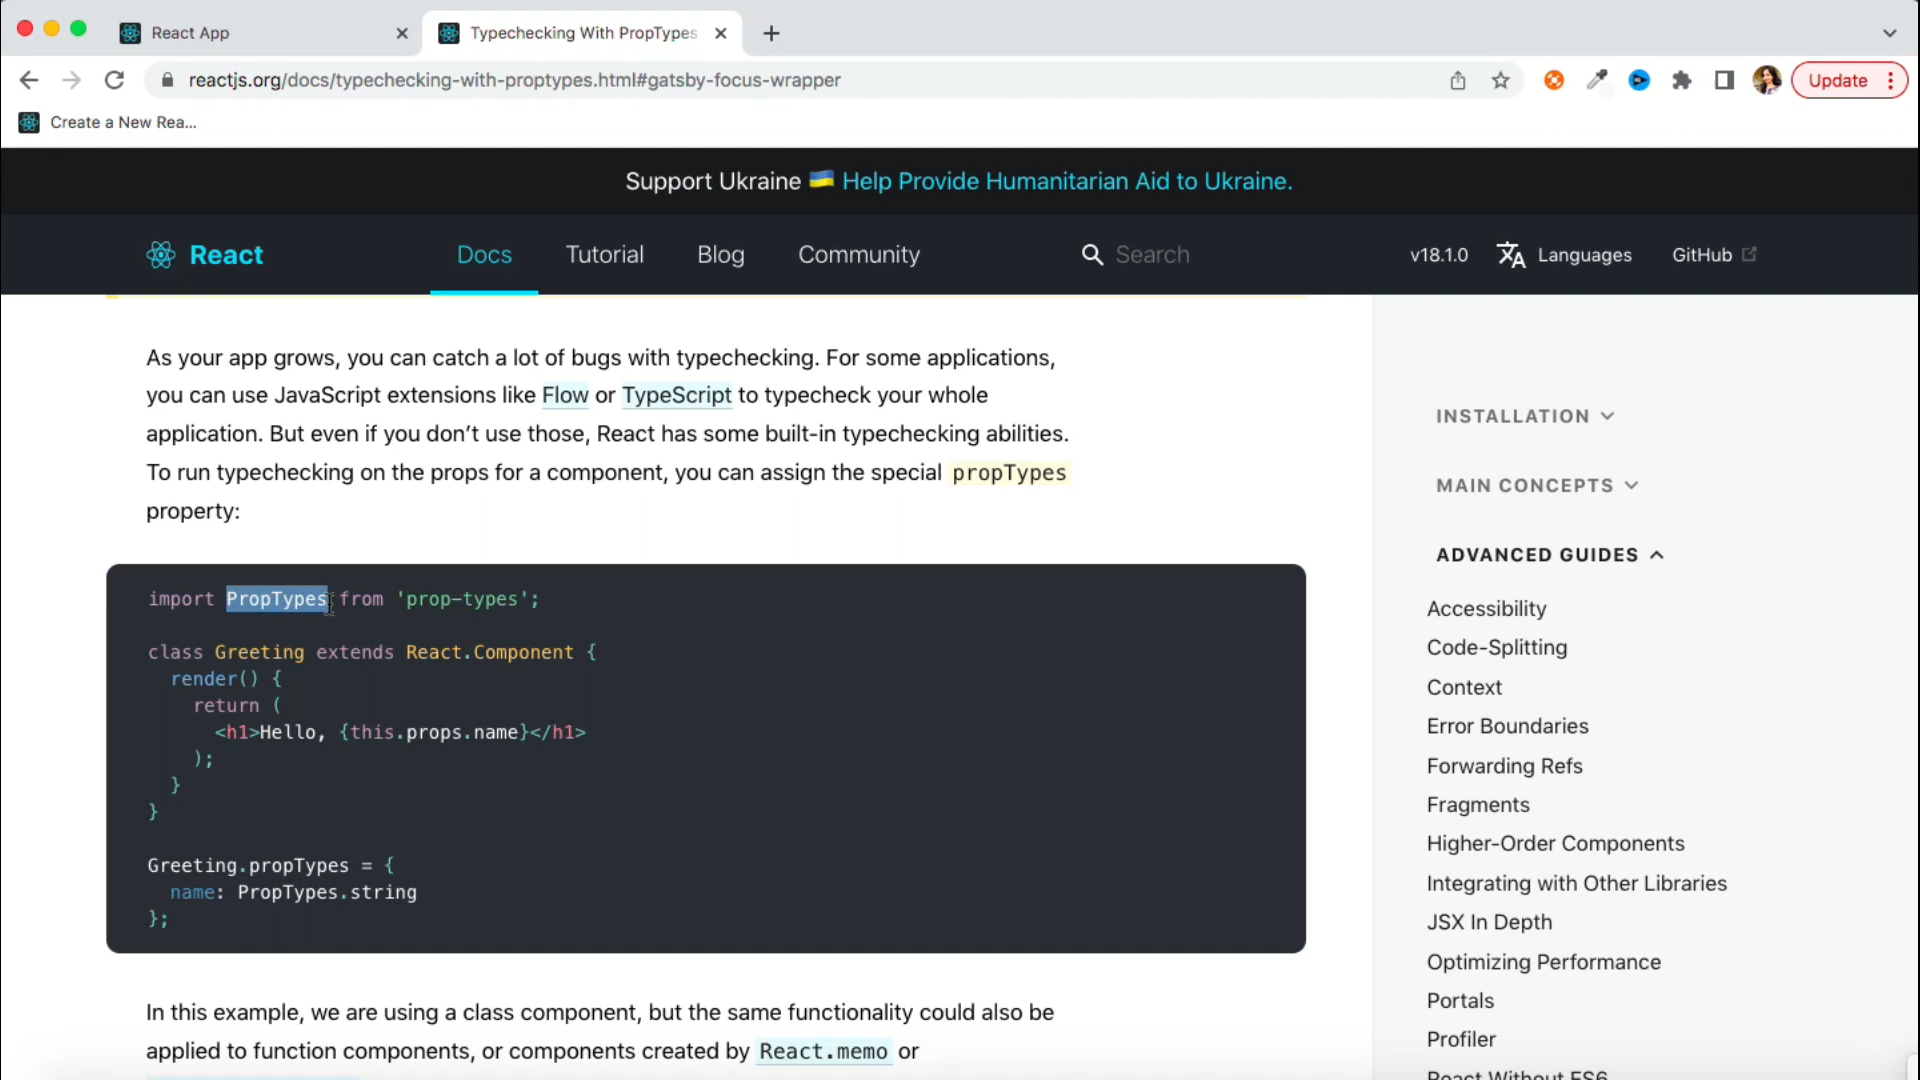 React App
Typechecking With PropTypes
reactjs.org/docs/typechecking-with-proptypes.html#gatsby-focus-wrapper
Update
Create a New Rea...
Support Ukraine 🇺🇦 Help Provide Humanitarian Aid to Ukraine.
React
Docs
Tutorial
Blog
Community
Search
v18.1.0
Languages
GitHub
As your app grows, you can catch a lot of bugs with typechecking. For some applications,
you can use JavaScript extensions like Flow or TypeScript to typecheck your whole
application. But even if you don’t use those, React has some built-in typechecking abilities.
To run typechecking on the props for a component, you can assign the special propTypes
property:
import PropTypes from 'prop-types';
class Greeting extends React.Component {
render() {
return (
<h1>Hello, {this.props.name}</h1>
);
}
}
Greeting.propTypes = {
name: PropTypes.string
};
In this example, we are using a class component, but the same functionality could also be
applied to function components, or components created by React.memo or
INSTALLATION
MAIN CONCEPTS
ADVANCED GUIDES
Accessibility
Code-Splitting
Context
Error Boundaries
Forwarding Refs
Fragments
Higher-Order Components
Integrating with Other Libraries
JSX In Depth
Optimizing Performance
Portals
Profiler
React Without ES6